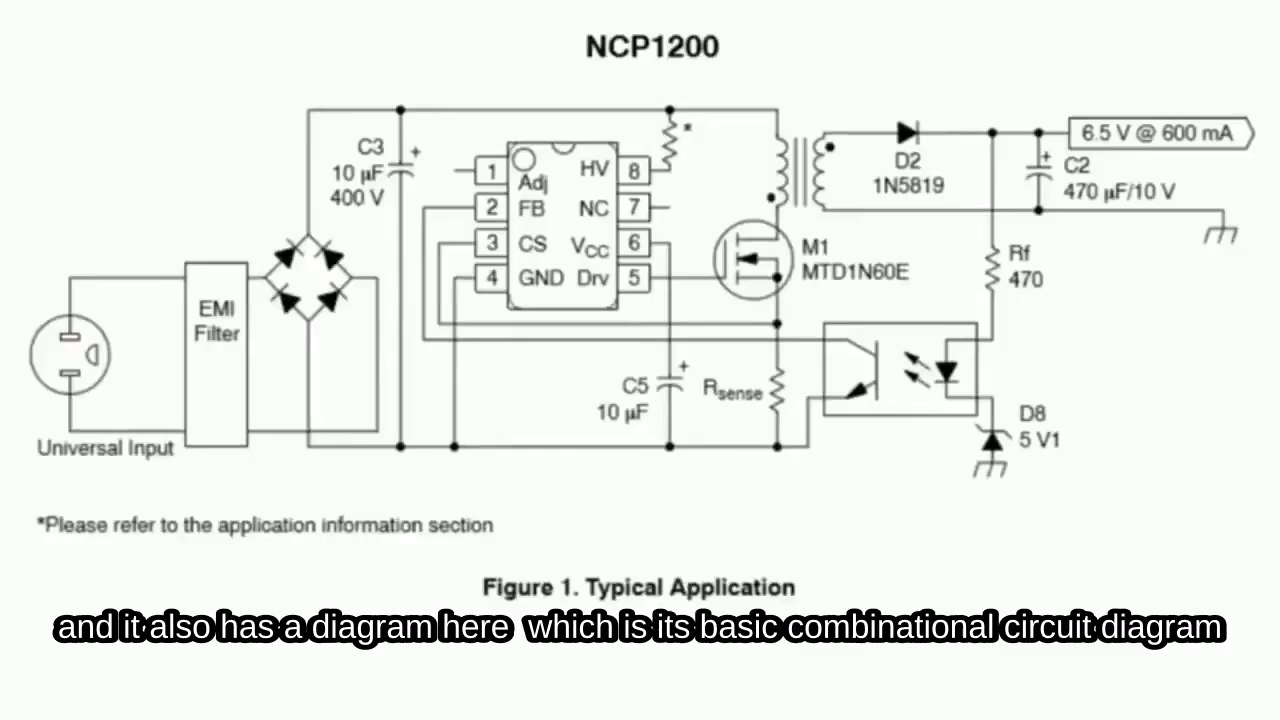 NCP1200
C3
10 µF
400 V
+
*
1
Adj
HV
8
2
FB
NC
7
3
CS
VCC
6
4
GND
Drv
5
D2
1N5819
6.5 V @ 600 mA
+
C2
470 µF/10 V
M1
MTD1N60E
Rf
470
EMI
Filter
Universal Input
C5
10 µF
+
Rsense
D8
5 V1
*Please refer to the application information section
Figure 1. Typical Application
and it also has a diagram here which is its basic combinational circuit diagram